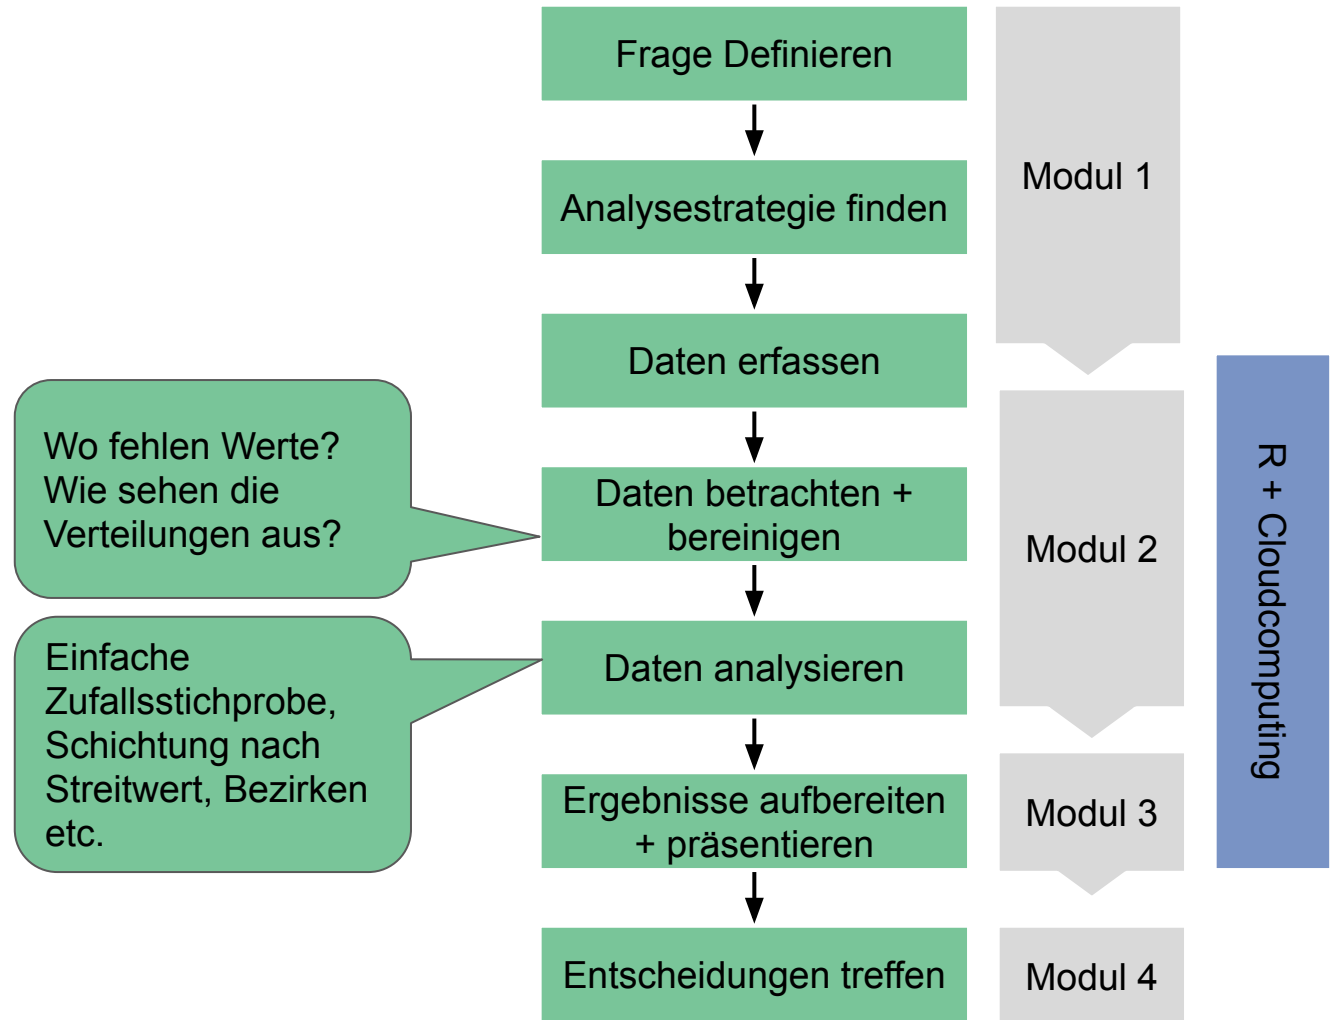 Frage Definieren
Analysestrategie finden
Daten erfassen
Daten betrachten +
bereinigen
Daten analysieren
Ergebnisse aufbereiten
+ präsentieren
Entscheidungen treffen
Wo fehlen Werte?
Wie sehen die
Verteilungen aus?
Einfache
Zufallsstichprobe,
Schichtung nach
Streitwert, Bezirken
etc.
Modul 1
Modul 2
Modul 3
Modul 4
R + Cloudcomputing